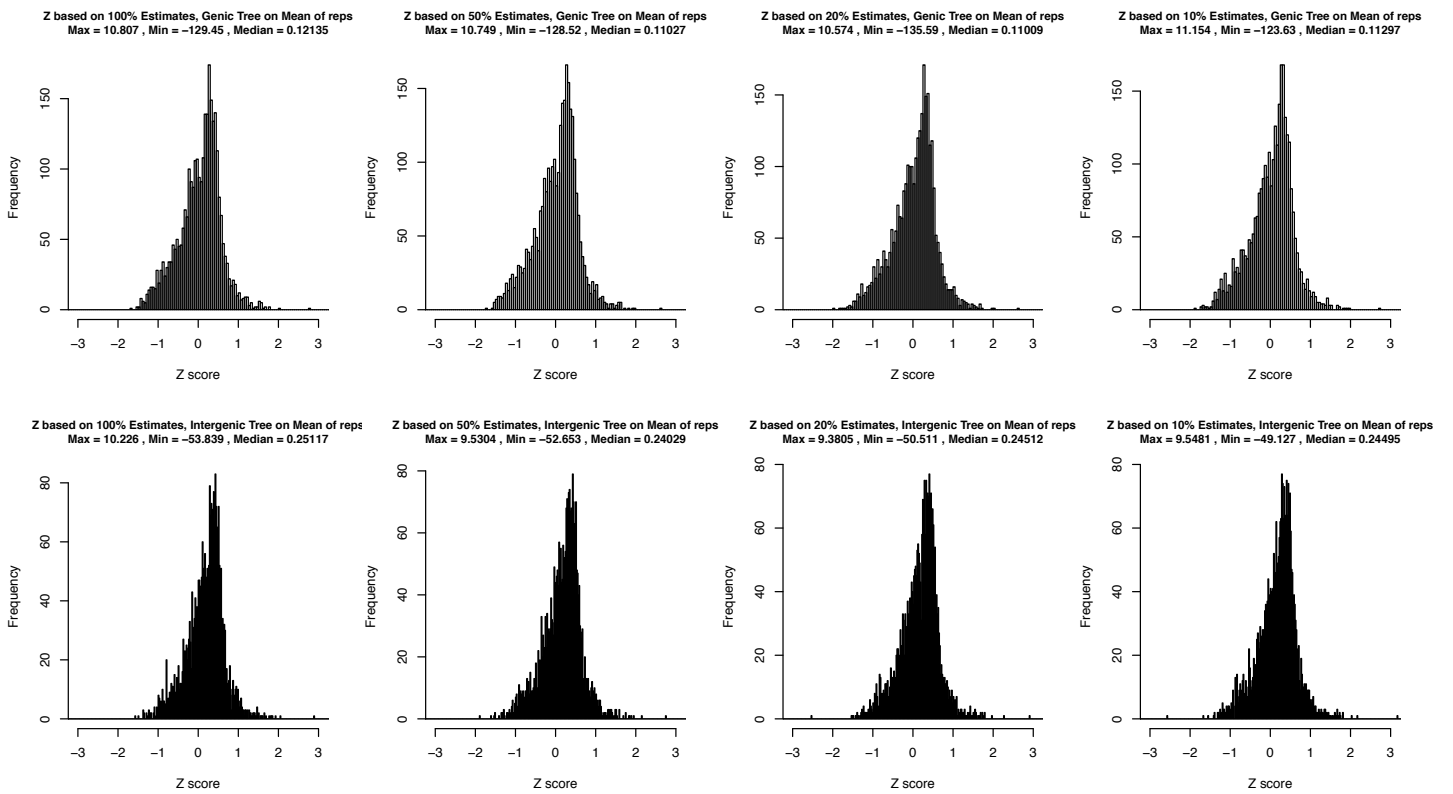 Z based on 100% Estimates, Genic Tree on Mean of reps
Max = 10.807 , Min = −129.45 , Median = 0.12135
Frequency
0 50 100 150
−3 −2 −1 0 1 2 3
Z score
Z based on 50% Estimates, Genic Tree on Mean of reps
Max = 10.749 , Min = −128.52 , Median = 0.11027
Frequency
0 50 100 150
−3 −2 −1 0 1 2 3
Z score
Z based on 20% Estimates, Genic Tree on Mean of reps
Max = 10.574 , Min = −135.59 , Median = 0.11009
Frequency
0 50 100 150
−3 −2 −1 0 1 2 3
Z score
Z based on 10% Estimates, Genic Tree on Mean of reps
Max = 11.154 , Min = −123.63 , Median = 0.11297
Frequency
0 50 100 150
−3 −2 −1 0 1 2 3
Z score
Z based on 100% Estimates, Intergenic Tree on Mean of reps
Max = 10.226 , Min = −53.839 , Median = 0.25117
Frequency
0 20 40 60 80
−3 −2 −1 0 1 2 3
Z score
Z based on 50% Estimates, Intergenic Tree on Mean of reps
Max = 9.5304 , Min = −52.653 , Median = 0.24029
Frequency
0 20 40 60 80
−3 −2 −1 0 1 2 3
Z score
Z based on 20% Estimates, Intergenic Tree on Mean of reps
Max = 9.3805 , Min = −50.511 , Median = 0.24512
Frequency
0 20 40 60 80
−3 −2 −1 0 1 2 3
Z score
Z based on 10% Estimates, Intergenic Tree on Mean of reps
Max = 9.5481 , Min = −49.127 , Median = 0.24495
Frequency
0 20 40 60 80
−3 −2 −1 0 1 2 3
Z score